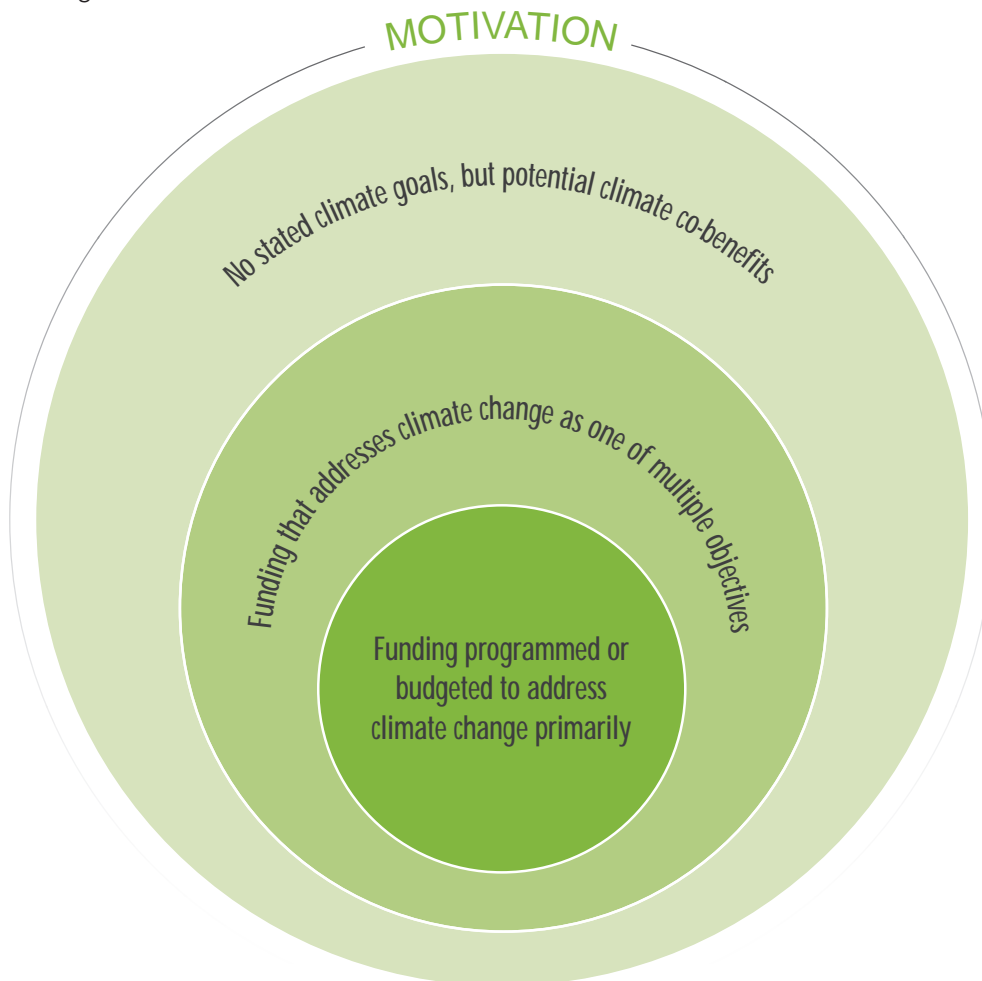 MOTIVATION
No stated climate goals, but potential climate co-benefits
Funding that addresses climate change as one of multiple objectives
Funding programmed or
budgeted to address
climate change primarily